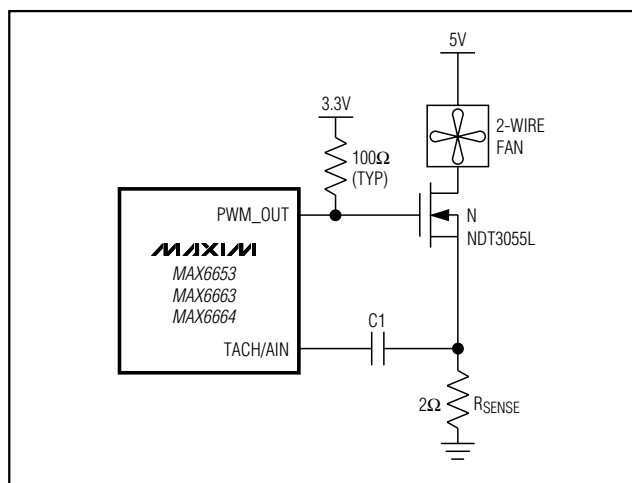 5V
3.3V
2-WIRE
FAN
100Ω
(TYP)
PWM_OUT
N
NDT3055L
MAXIM
MAX6653
MAX6663
MAX6664
C1
TACH/AIN
2Ω
RSENSE